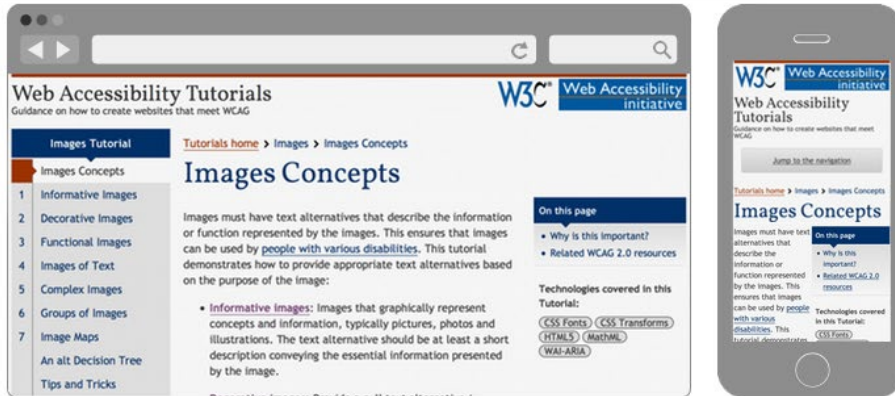 Web Accessibility Tutorials
Guidance on how to create websites that meet WCAG
W3C® Web Accessibility
initiative
Images Tutorial
Images Concepts
1 Informative Images
2 Decorative Images
3 Functional Images
4 Images of Text
5 Complex Images
6 Groups of Images
7 Image Maps
An alt Decision Tree
Tips and Tricks
Tutorials home > Images > Images Concepts
Images Concepts
Images must have text alternatives that describe the information
or function represented by the images. This ensures that images
can be used by people with various disabilities. This tutorial
demonstrates how to provide appropriate text alternatives based
on the purpose of the image:
• Informative images: Images that graphically represent
concepts and information, typically pictures, photos and
illustrations. The text alternative should be at least a short
description conveying the essential information presented
by the image.
On this page
• Why is this important?
• Related WCAG 2.0 resources
Technologies covered in this
Tutorial:
CSS Fonts CSS Transforms
HTML5 MathML
WAI-ARIA
W3C® Web Accessibility
initiative
Web Accessibility
Tutorials
Guidance on how to create websites that meet
WCAG
Jump to the navigation
Tutorials home > Images > Images Concepts
Images Concepts
Images must have text
alternatives that
describe the
information or
function represented
by the images. This
ensures that images
can be used by people
with various
disabilities. This
tutorial demonstrates
On this page
• Why is this
important?
• Related WCAG 2.0
resources
Technologies covered
in this Tutorial:
CSS Fonts